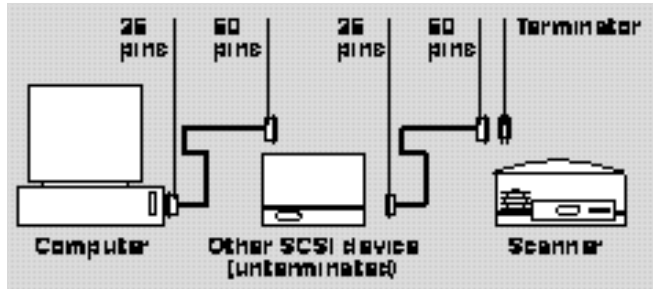 25 pins
50 pins
25 pins
50 pins
Terminator
Computer
Other SCSI device
(unterminated)
Scanner